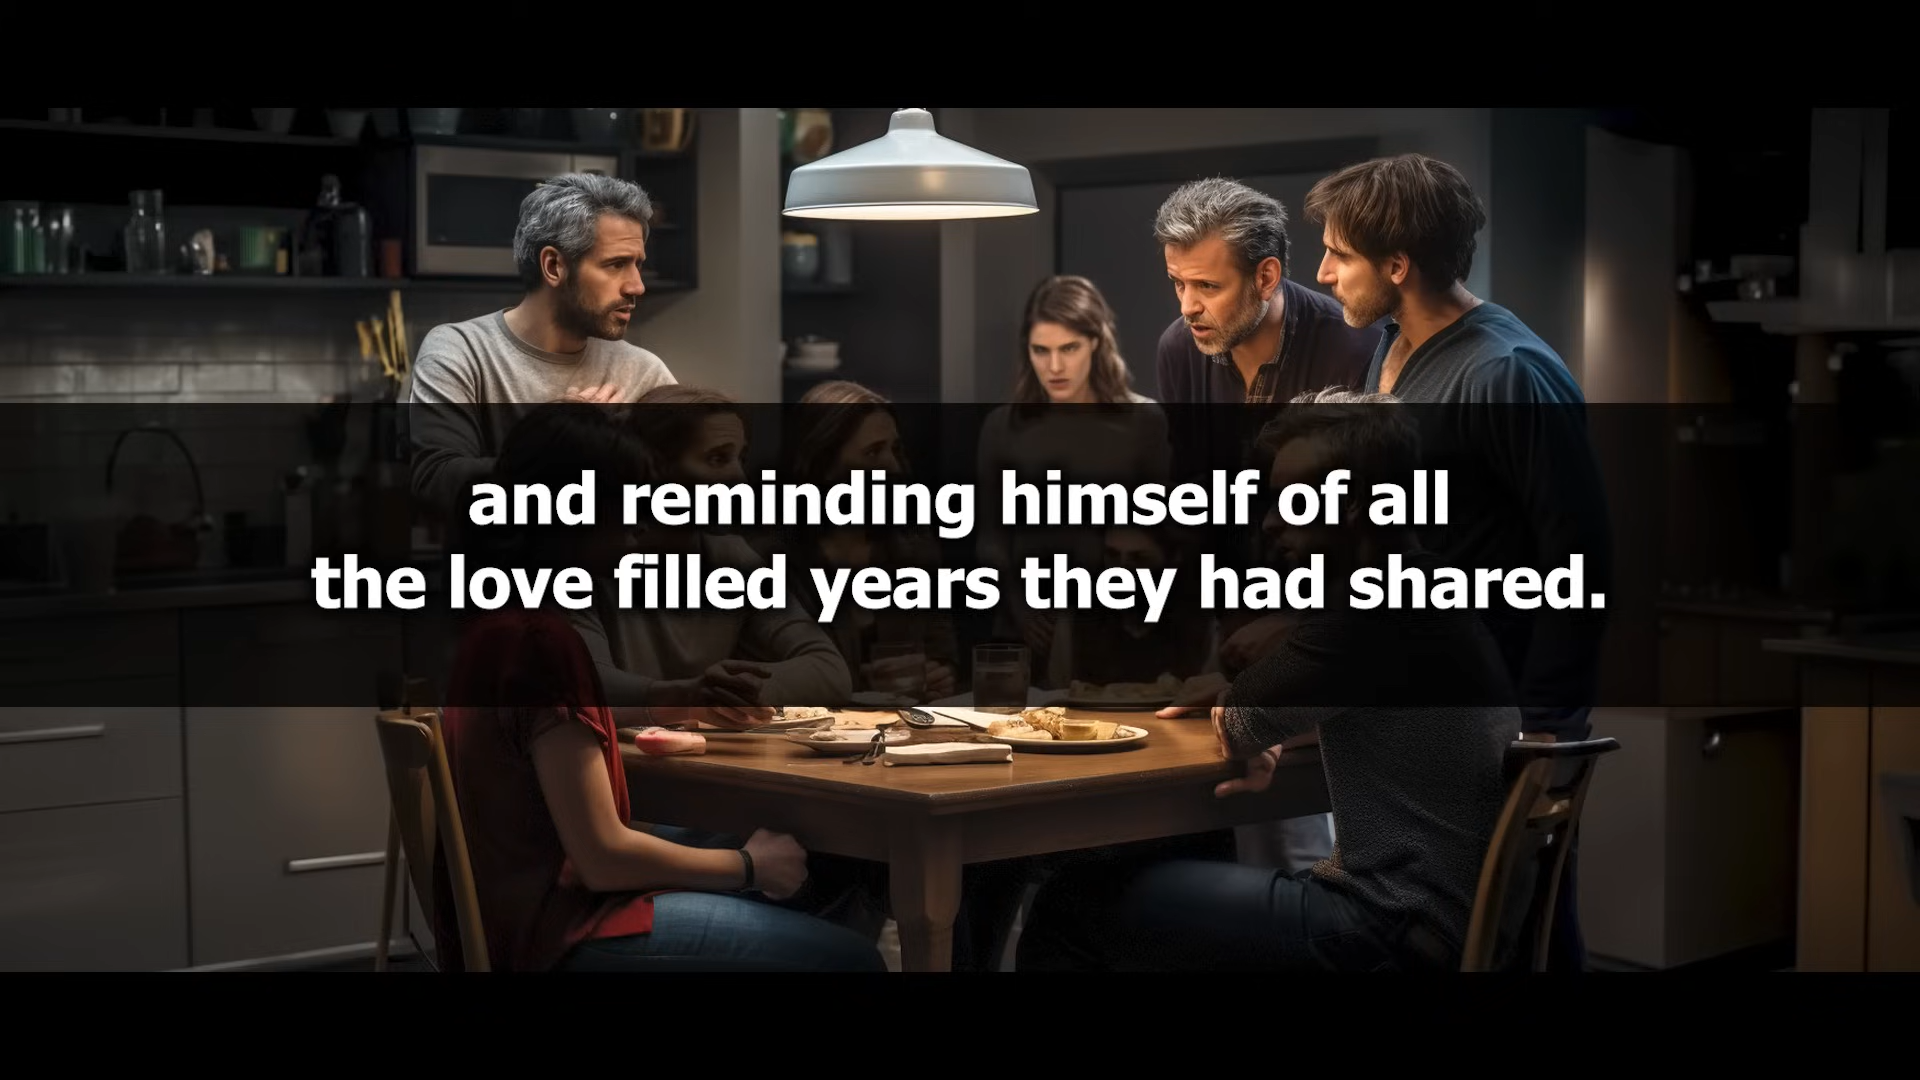 and reminding himself of all
the love filled years they had shared.